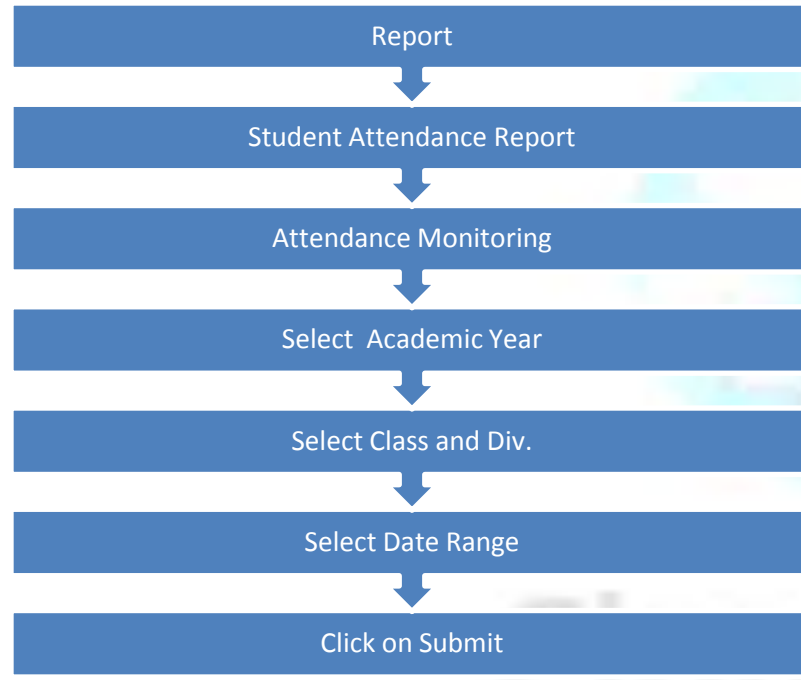 Report
Student Attendance Report
Attendance Monitoring
Select  Academic Year
Select Class and Div.
Select Date Range
Click on Submit